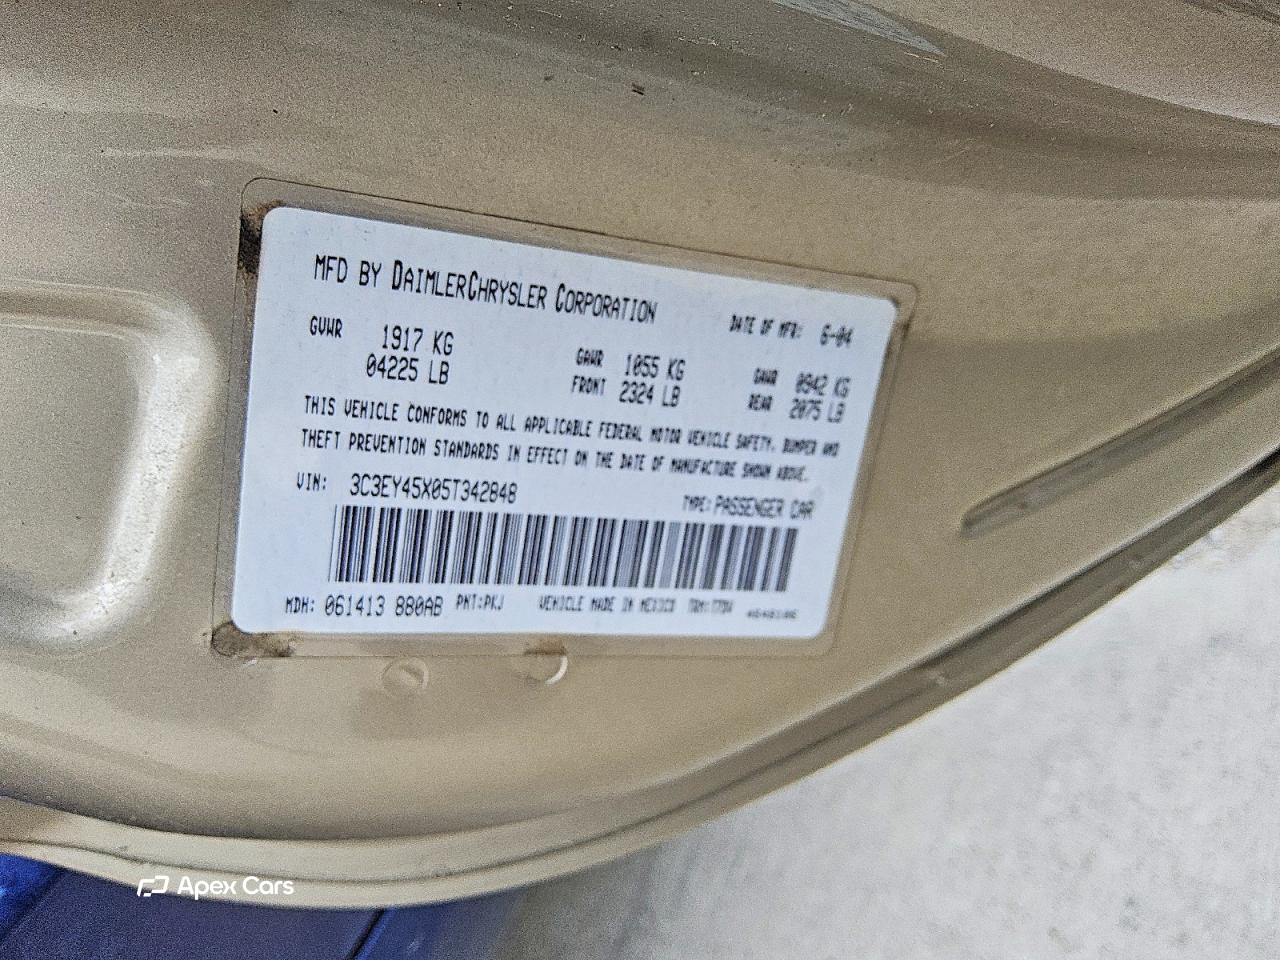 MFD BY DAIMLERCHRYSLER CORPORATION DATE OF MFR: 6-04
GVWR 1917 KG GAWR 1055 KG GAWR 0942 KG
04225 LB FRONT 2324 LB REAR 2075 LB
THIS VEHICLE CONFORMS TO ALL APPLICABLE FEDERAL MOTOR VEHICLE SAFETY, BUMPER AND
THEFT PREVENTION STANDARDS IN EFFECT ON THE DATE OF MANUFACTURE SHOWN ABOVE.
VIN: 3C3EY45X05T342848 TYPE: PASSENGER CAR
MDH: 061413 880AB PNT:PKJ VEHICLE MADE IN MEXICO TRM:
Apex Cars